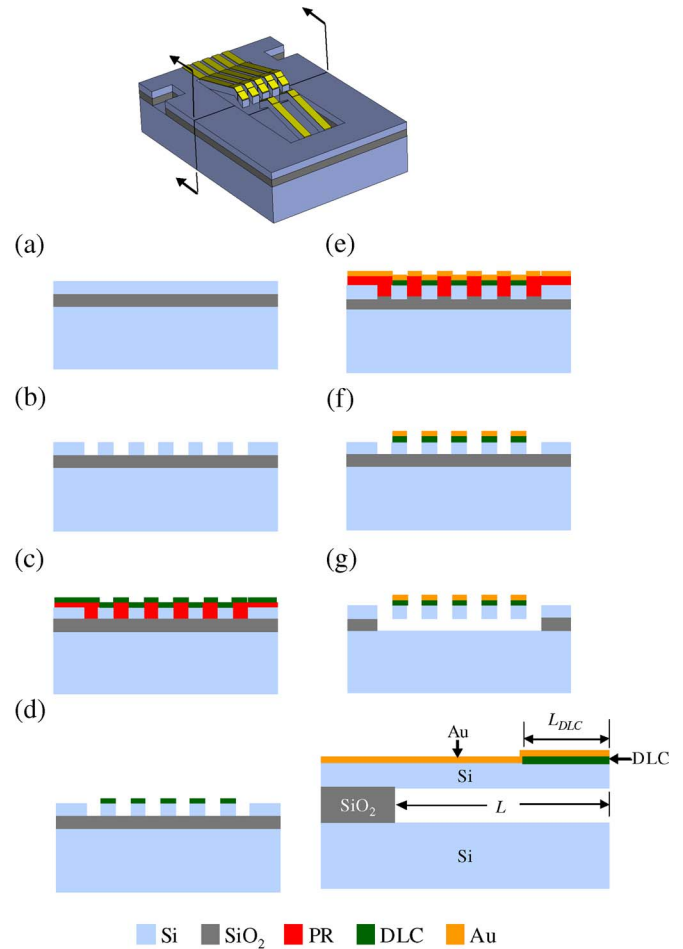 (a)
(e)
(b)
(f)
(c)
(g)
(d)
L_DLC
Au
DLC
Si
SiO₂
L
Si
Si SiO₂ PR DLC Au